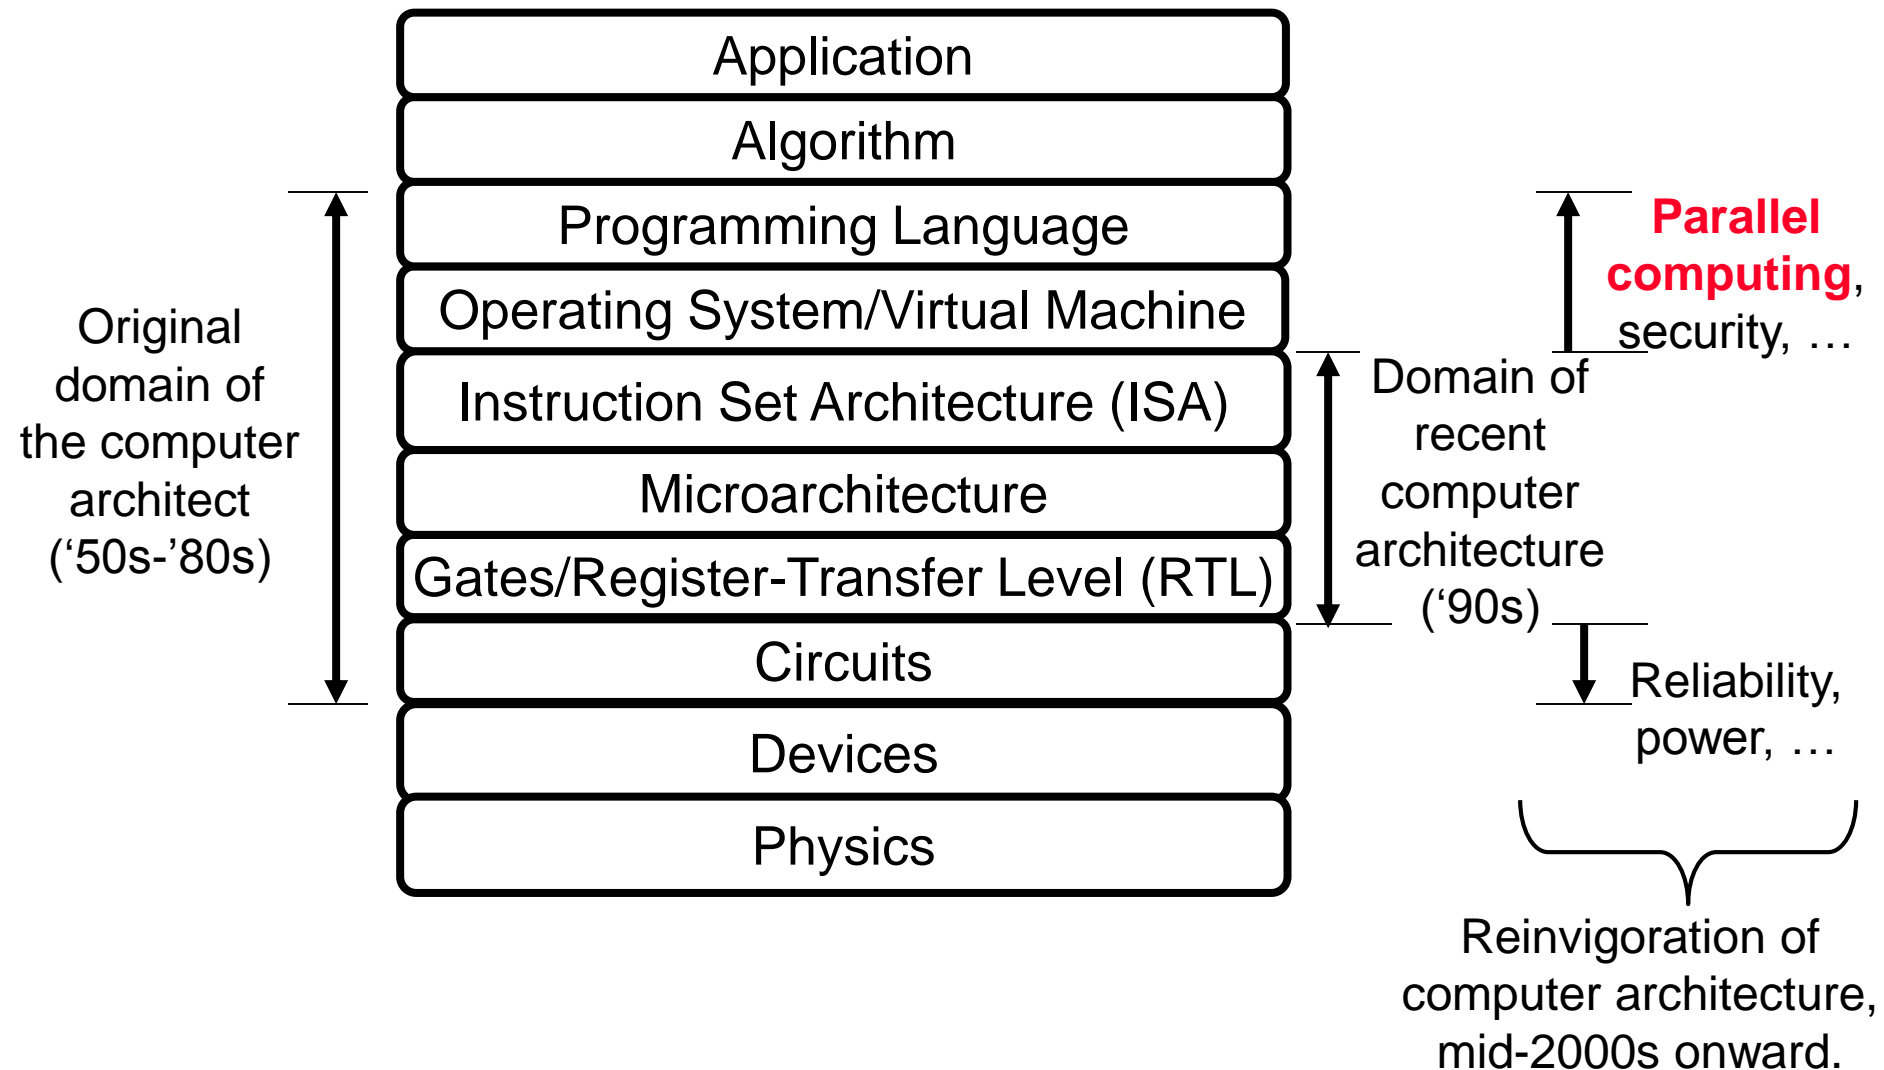 Application
Algorithm
Programming Language
Operating System/Virtual Machine
Instruction Set Architecture (ISA)
Microarchitecture
Gates/Register-Transfer Level (RTL)
Circuits
Devices
Physics
Original
domain of
the computer
architect
(‘50s-’80s)
Domain of
recent
computer
architecture
(‘90s)
Parallel
computing,
security, …
Reliability,
power, …
Reinvigoration of
computer architecture,
mid-2000s onward.